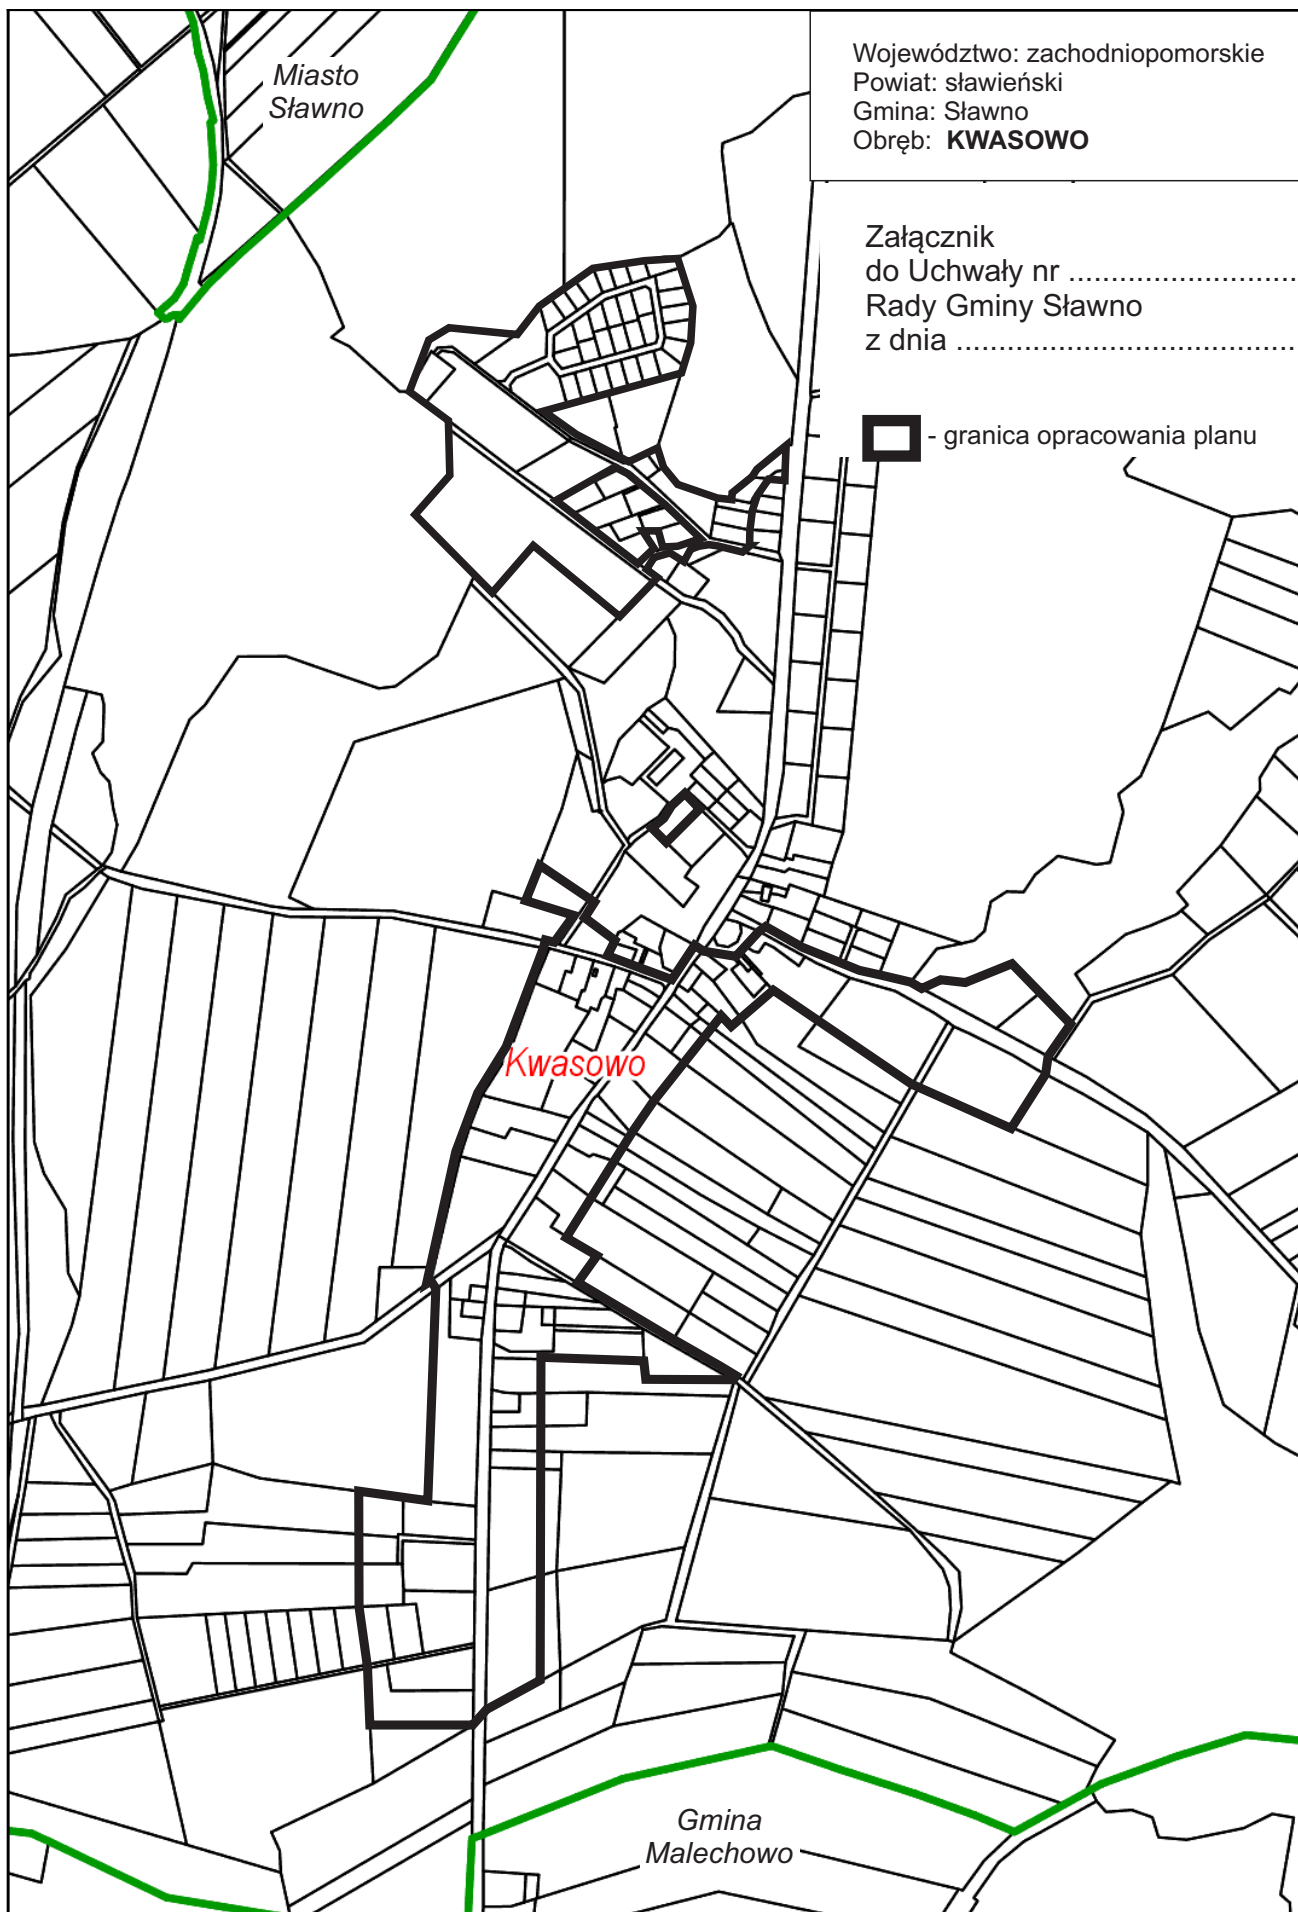 Miasto
Sławno
Województwo: zachodniopomorskie
Powiat: sławieński
Gmina: Sławno
Obręb: KWASOWO
Załącznik
do Uchwały nr ...........................
Rady Gminy Sławno
z dnia ........................................
- granica opracowania planu
Kwasowo
Gmina
Malechowo